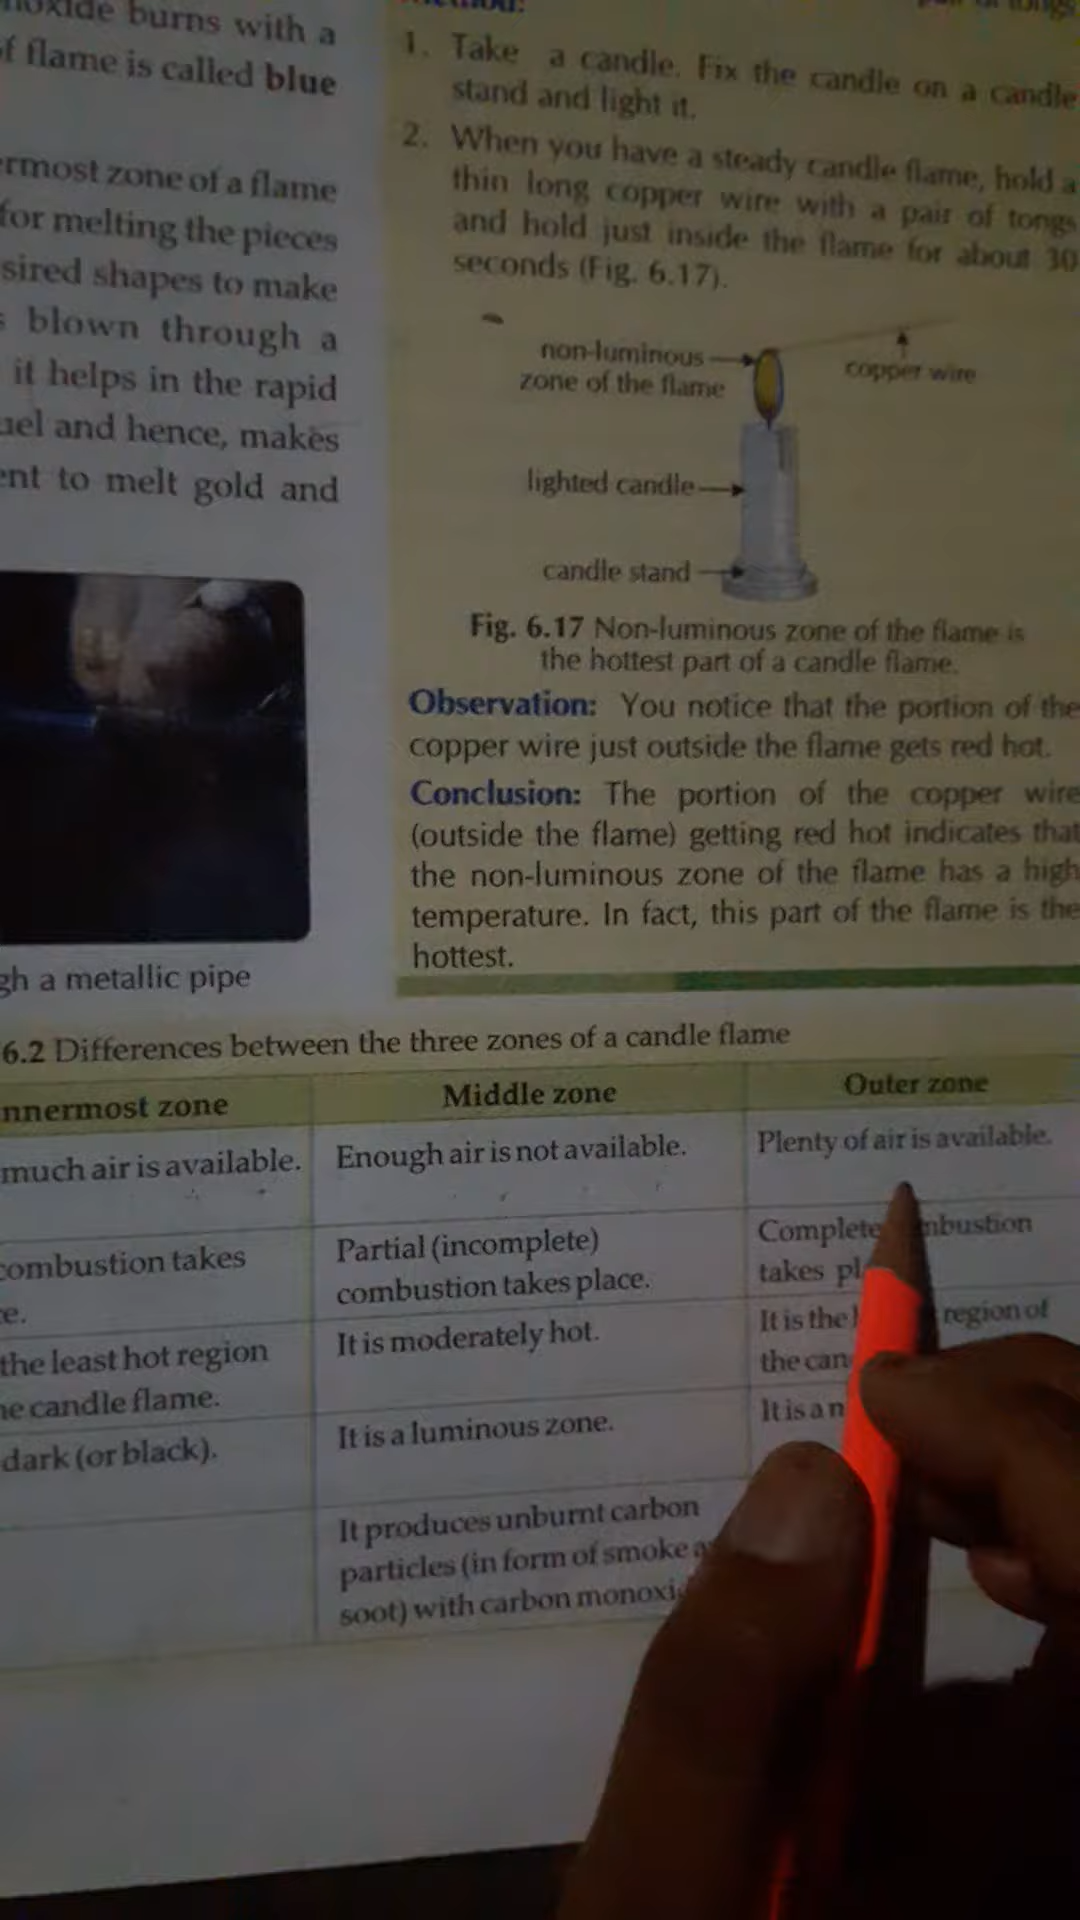 burns with a
flame is called blue
rmost zone of a flame
for melting the pieces
sired shapes to make
blown through a
it helps in the rapid
uel and hence, makes
ent to melt gold and
gh a metallic pipe
1. Take a candle. Fix the candle on a candle
stand and light it.
2. When you have a steady candle flame, hold a
thin long copper wire with a pair of tongs
and hold just inside the flame for about 30
seconds (Fig. 6.17).
non-luminous
zone of the flame
copper wire
lighted candle
candle stand
Fig. 6.17 Non-luminous zone of the flame is
the hottest part of a candle flame.
Observation: You notice that the portion of the
copper wire just outside the flame gets red hot.
Conclusion: The portion of the copper wire
(outside the flame) getting red hot indicates that
the non-luminous zone of the flame has a high
temperature. In fact, this part of the flame is the
hottest.
6.2 Differences between the three zones of a candle flame
nnermost zone
Middle zone
Outer zone
much air is available.
Enough air is not available.
Plenty of air is available.
combustion takes
e.
Partial (incomplete)
combustion takes place.
Complete mbustion
takes pl
the least hot region
e candle flame.
It is moderately hot.
It is the region of
the can
dark (or black).
It is a luminous zone.
It is a n
It produces unburnt carbon
particles (in form of smoke a
soot) with carbon monoxi